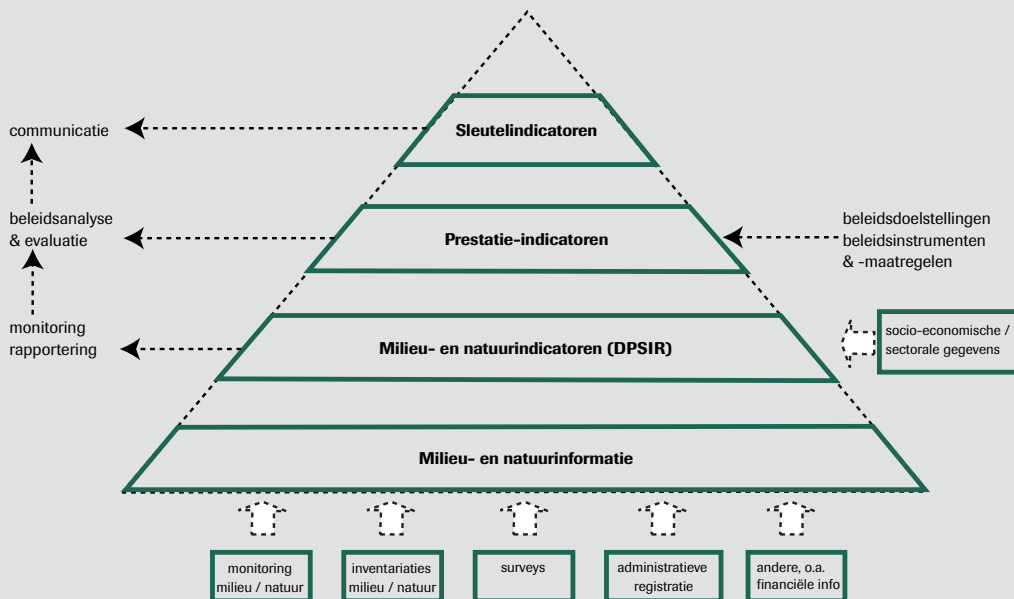 communicatie
Sleutelindicatoren
beleidsanalyse
& evaluatie
Prestatie-indicatoren
beleidsdoelstellingen
beleidsinstrumenten
& -maatregelen
monitoring
rapportering
Milieu- en natuurindicatoren (DPSIR)
socio-economische /
sectorale gegevens
Milieu- en natuurinformatie
monitoring
milieu / natuur
inventariaties
milieu / natuur
surveys
administratieve
registratie
andere, o.a.
financiële info